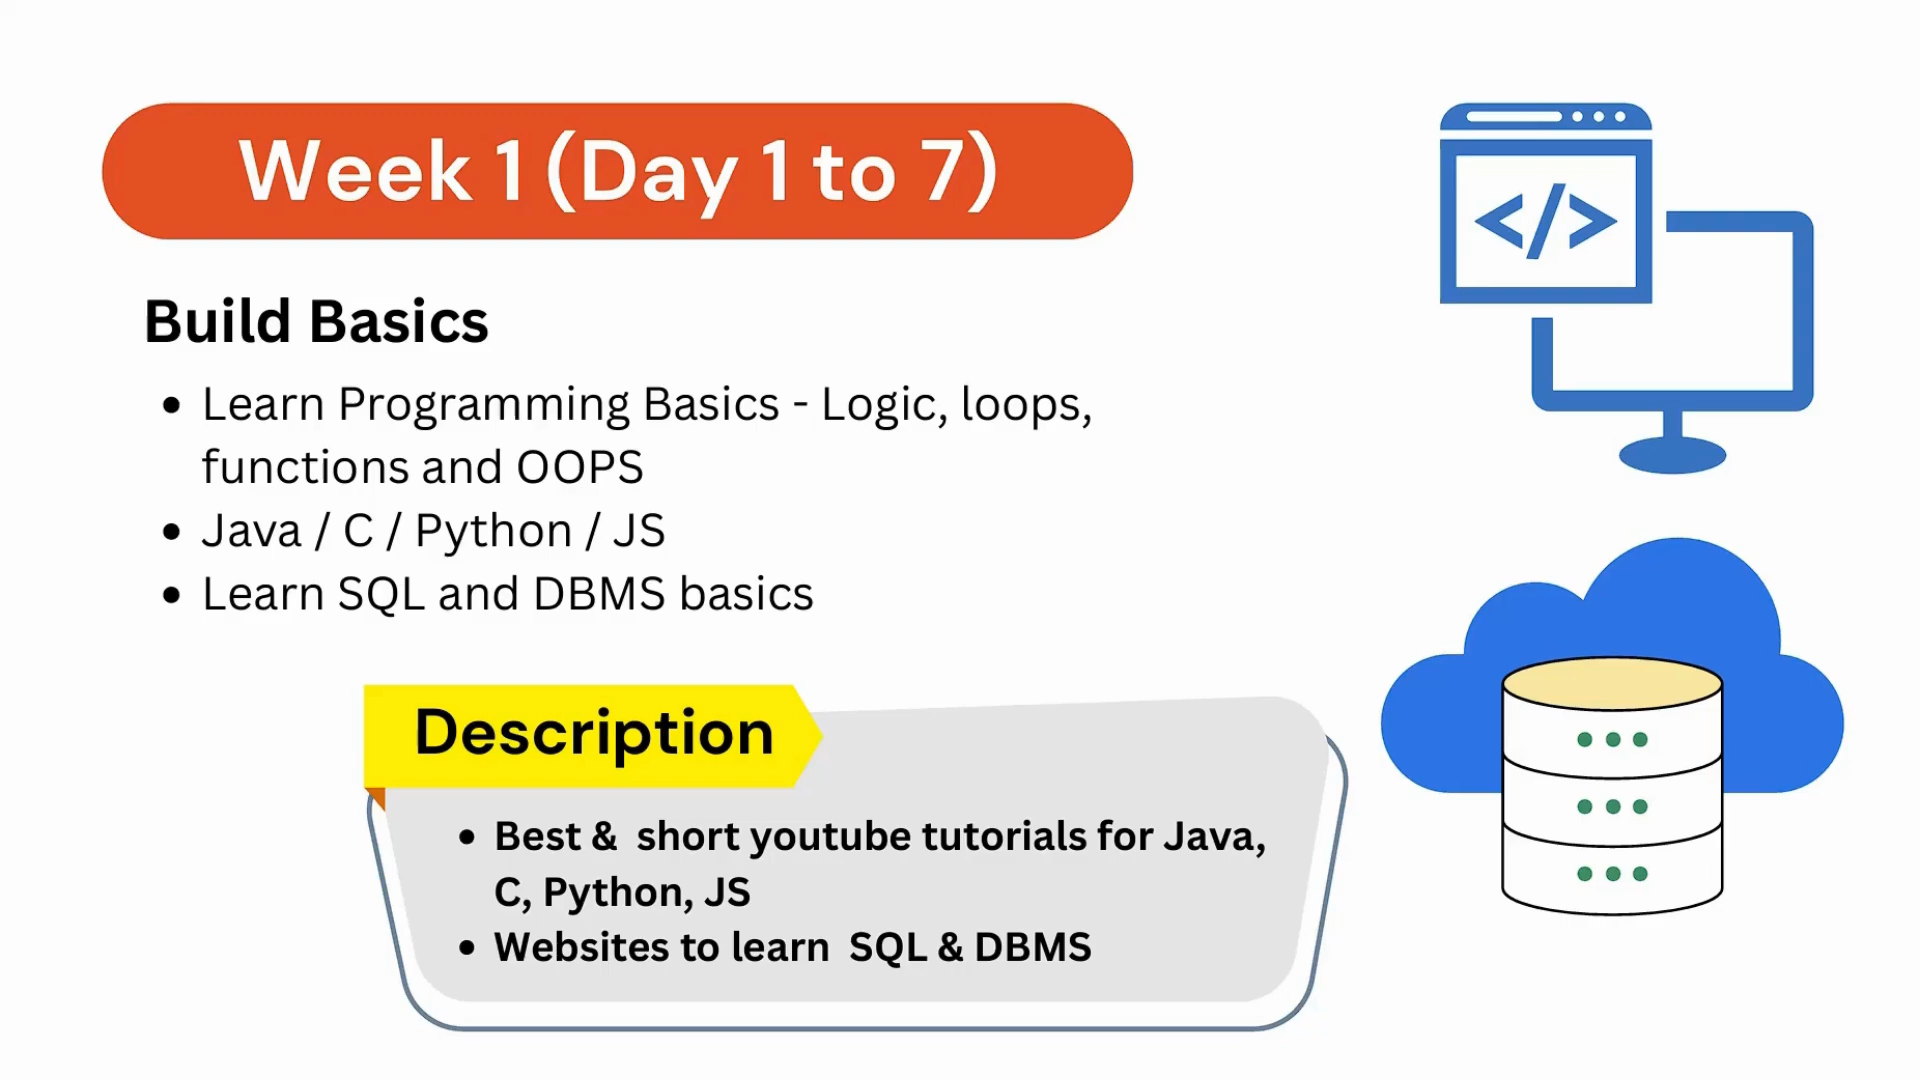 Week 1 (Day 1 to 7)
Build Basics
• Learn Programming Basics - Logic, loops,
functions and OOPS
• Java / C / Python / JS
• Learn SQL and DBMS basics
</>
Description
• Best & short youtube tutorials for Java,
C, Python, JS
• Websites to learn SQL & DBMS